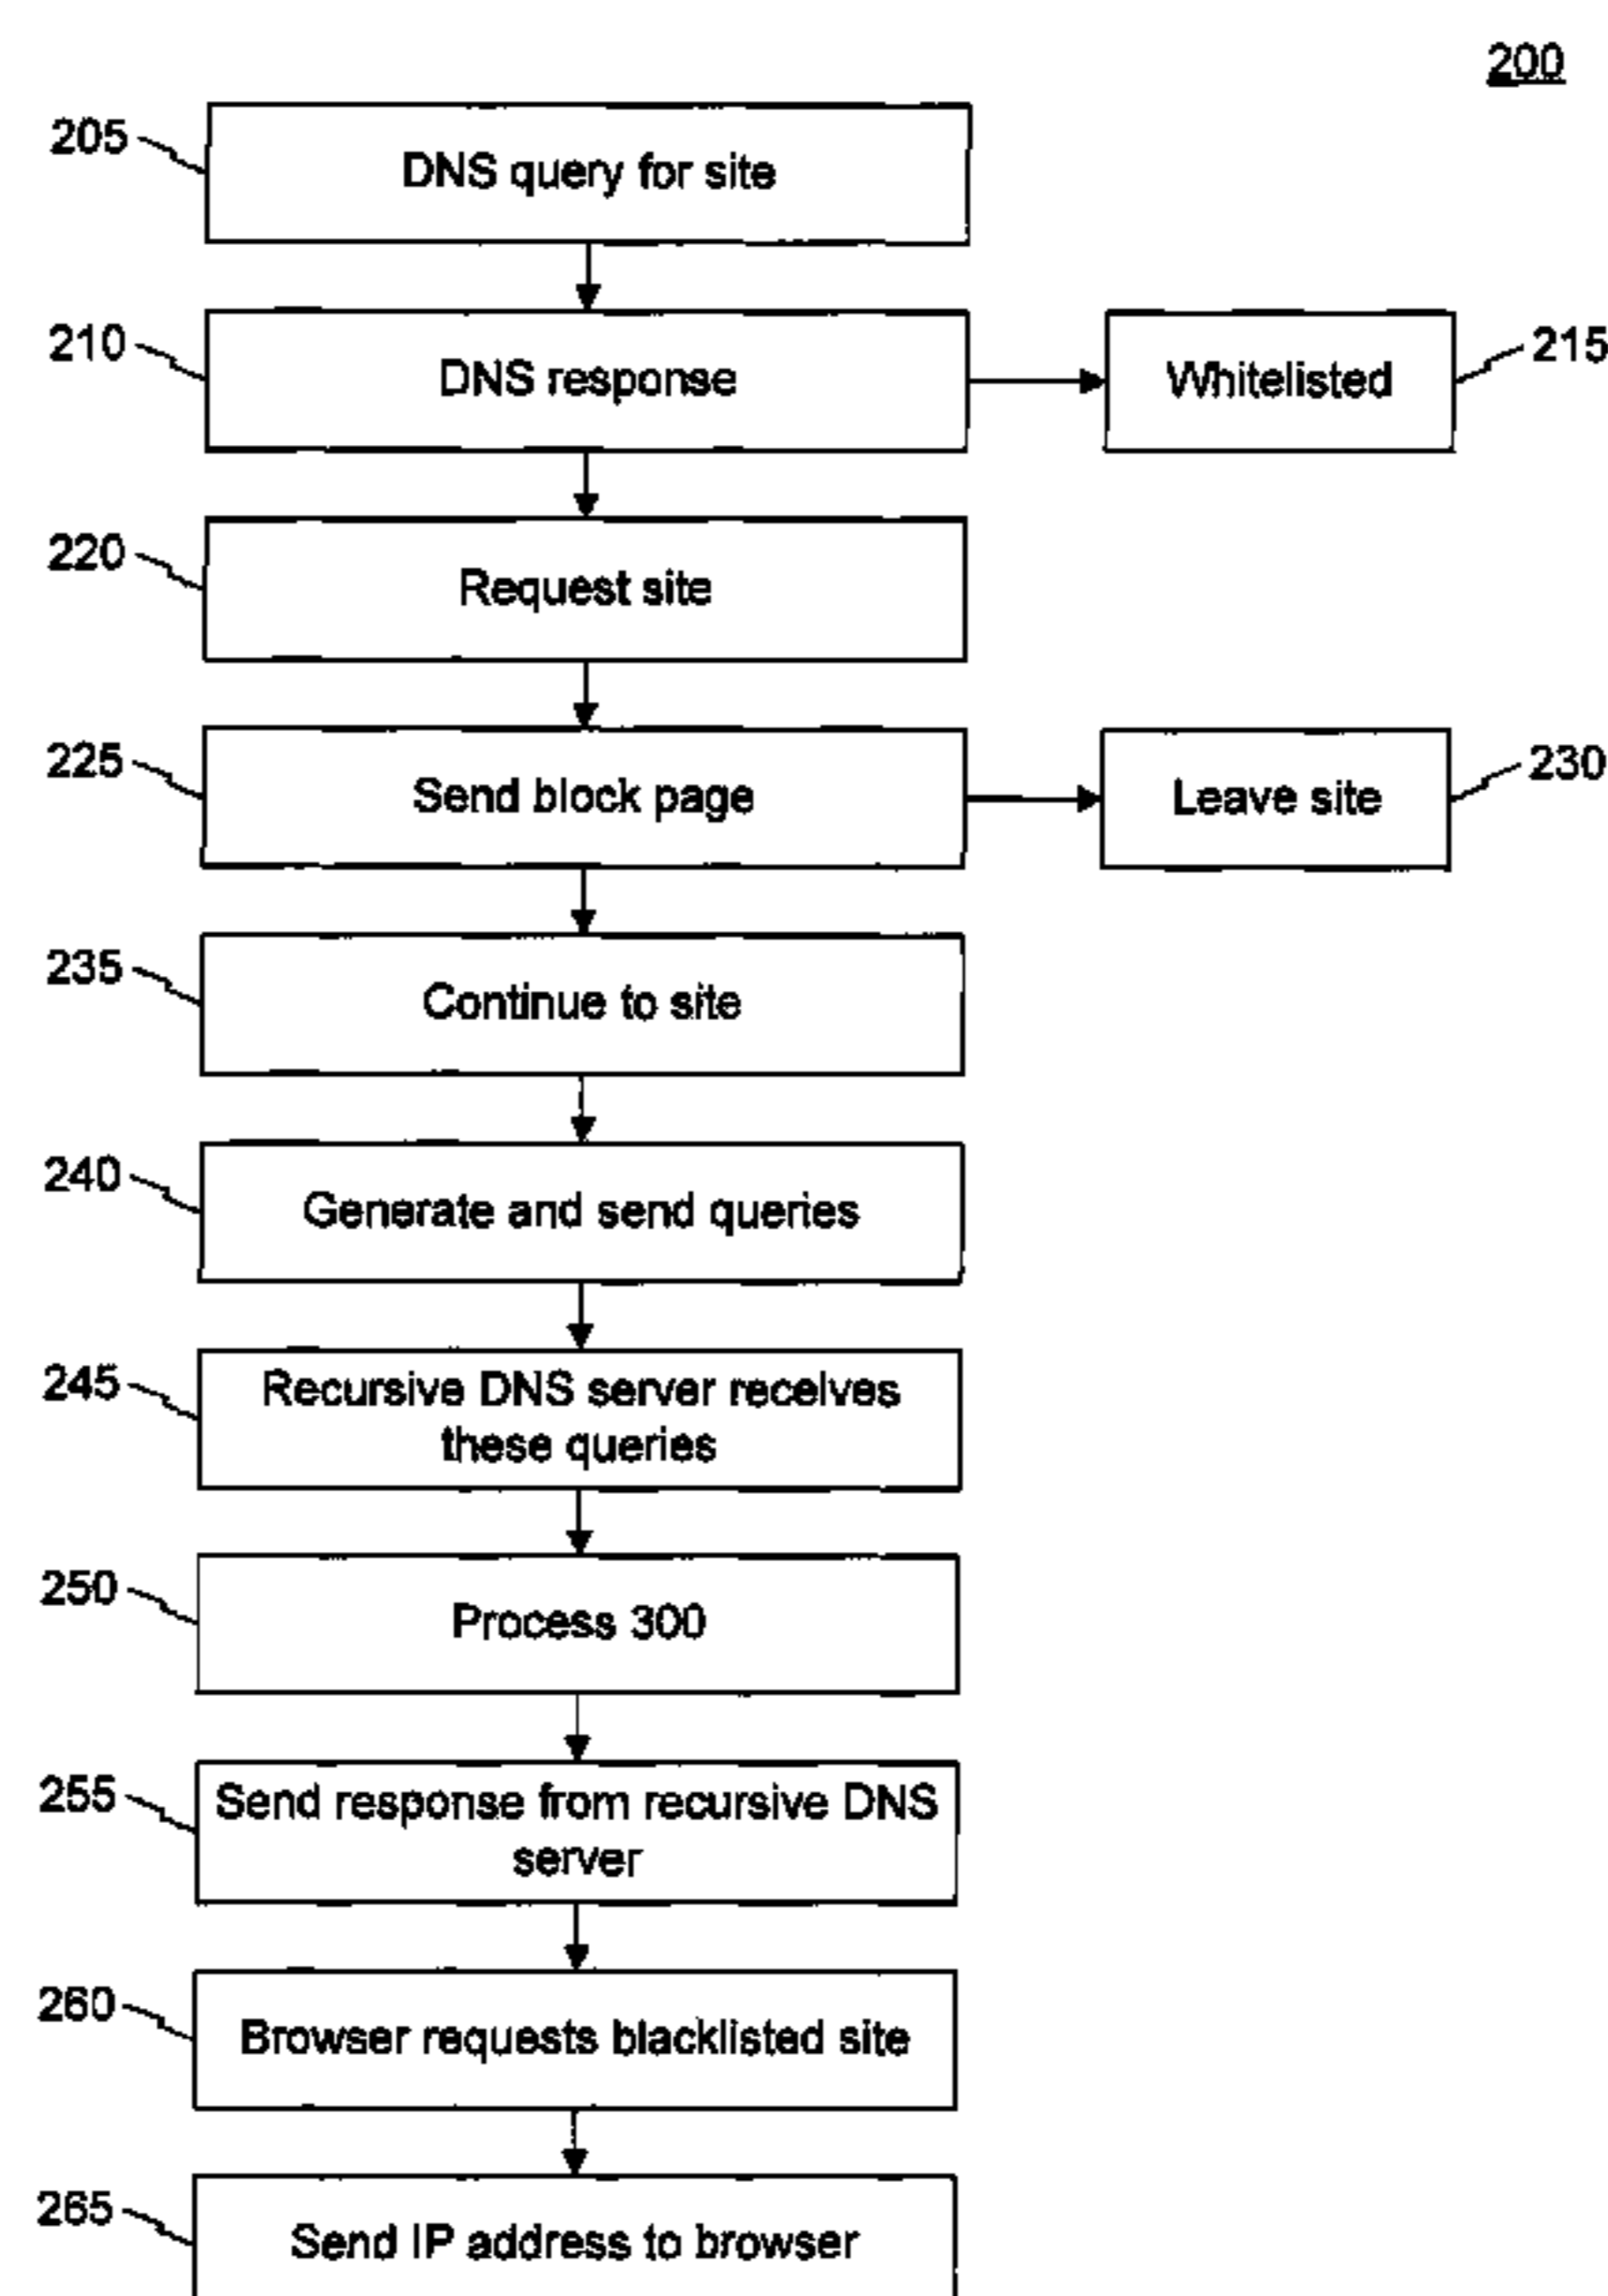 200
205
DNS query for site
210
DNS response
Whitelisted
215
220
Request site
225
Send block page
Leave site
230
235
Continue to site
240
Generate and send queries
245
Recursive DNS server receives
these queries
250
Process 300
255
Send response from recursive DNS
server
260
Browser requests blacklisted site
265
Send IP address to browser